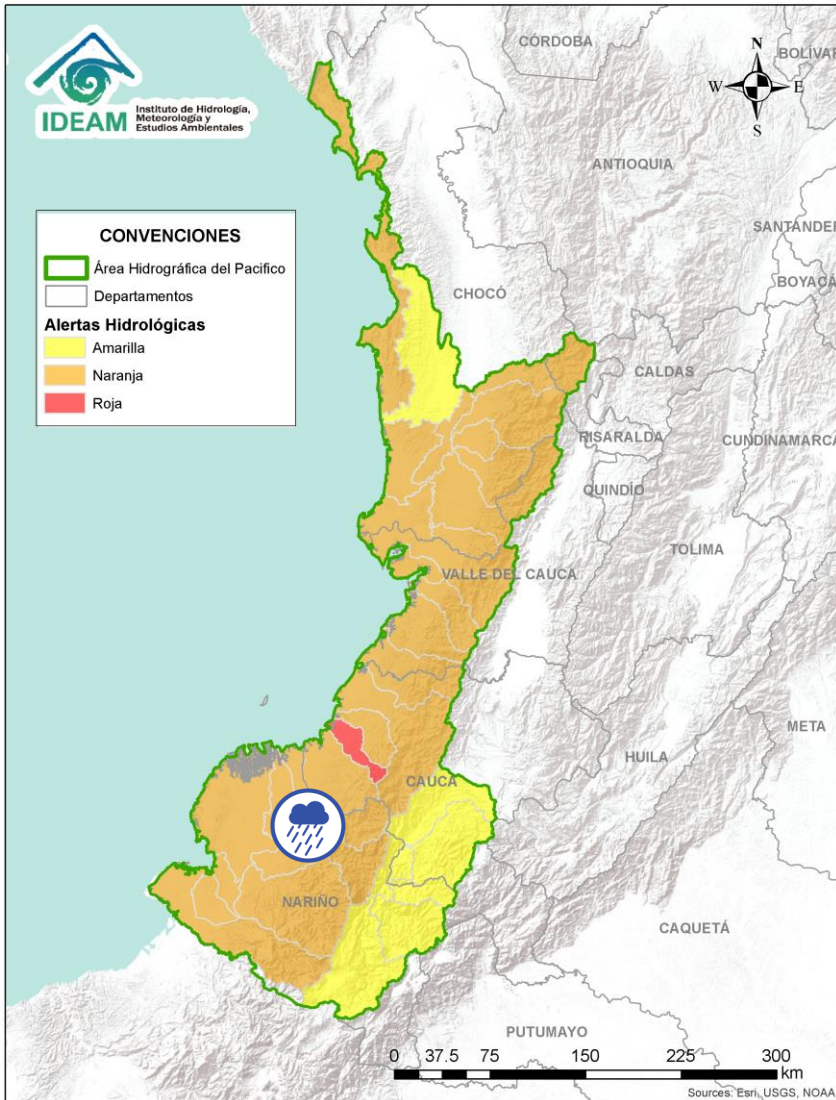 IDEAM
Instituto de Hidrología,
Meteorología y
Estudios Ambientales
CÓRDOBA
BOLÍVAR
N
W
E
S
ANTIOQUIA
SANTANDER
BOYACÁ
CONVENCIONES
Área Hidrográfica del Pacifico
Departamentos
Alertas Hidrológicas
Amarilla
Naranja
Roja
CHOCÓ
CALDAS
RISARALDA
CUNDINAMARCA
QUINDÍO
TOLIMA
VALLE DEL CAUCA
META
HUILA
CAUCA
NARIÑO
CAQUETÁ
PUTUMAYO
0 37.5 75 150 225 300
km
Sources: Esri, USGS, NOAA